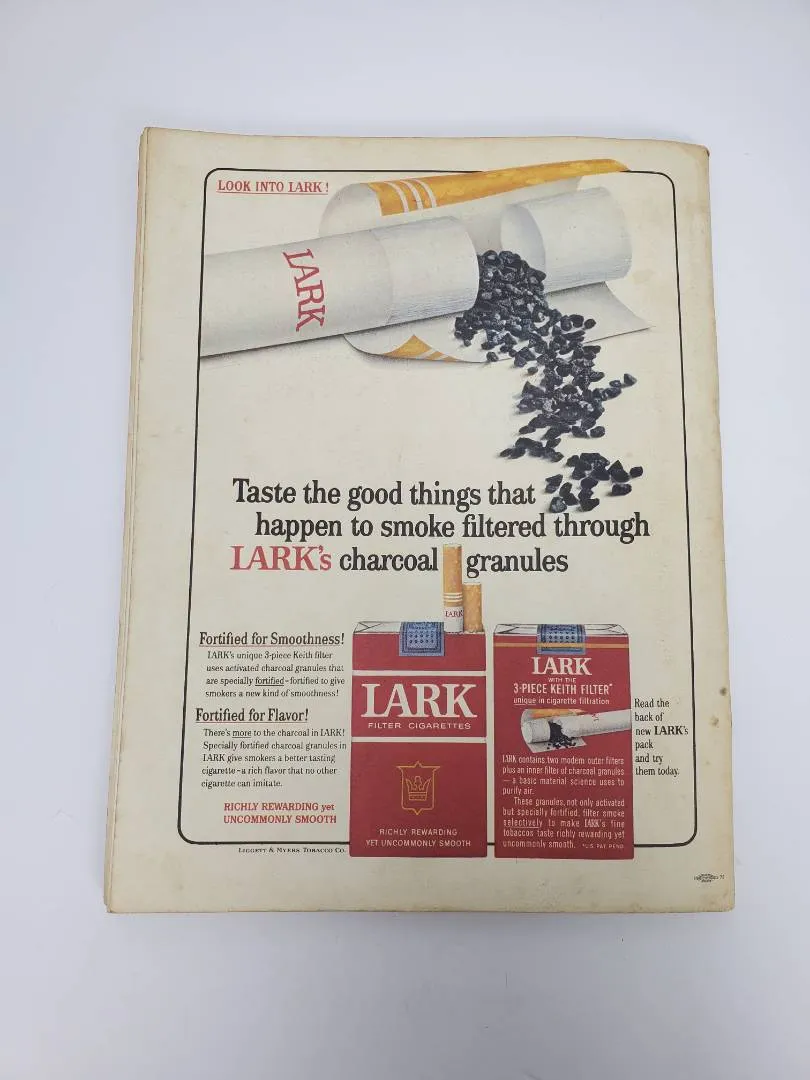 LOOK INTO LARK!
LARK
Taste the good things that
happen to smoke filtered through
LARK's charcoal granules
LARK
Fortified for Smoothness!
LARK's unique 3-piece Keith filter
uses activated charcoal granules that
are specially fortified–fortified to give
smokers a new kind of smoothness!
Fortified for Flavor!
There's more to the charcoal in LARK!
Specially fortified charcoal granules in
LARK give smokers a better tasting
cigarette–a rich flavor that no other
cigarette can imitate.
RICHLY REWARDING yet
UNCOMMONLY SMOOTH
LIGGETT & MYERS TOBACCO CO.
LARK
FILTER CIGARETTES
RICHLY REWARDING
YET UNCOMMONLY SMOOTH
LARK
WITH THE
3-PIECE KEITH FILTER*
unique in cigarette filtration
LARK contains two modern outer filters
plus an inner filter of charcoal granules
— a basic material science uses to
purify air.
These granules, not only activated
but specially fortified, filter smoke
selectively to make LARK's fine
tobaccos taste richly rewarding yet
uncommonly smooth. *U.S. PAT. PEND.
Read the
back of
new LARK's
pack
and try
them today.